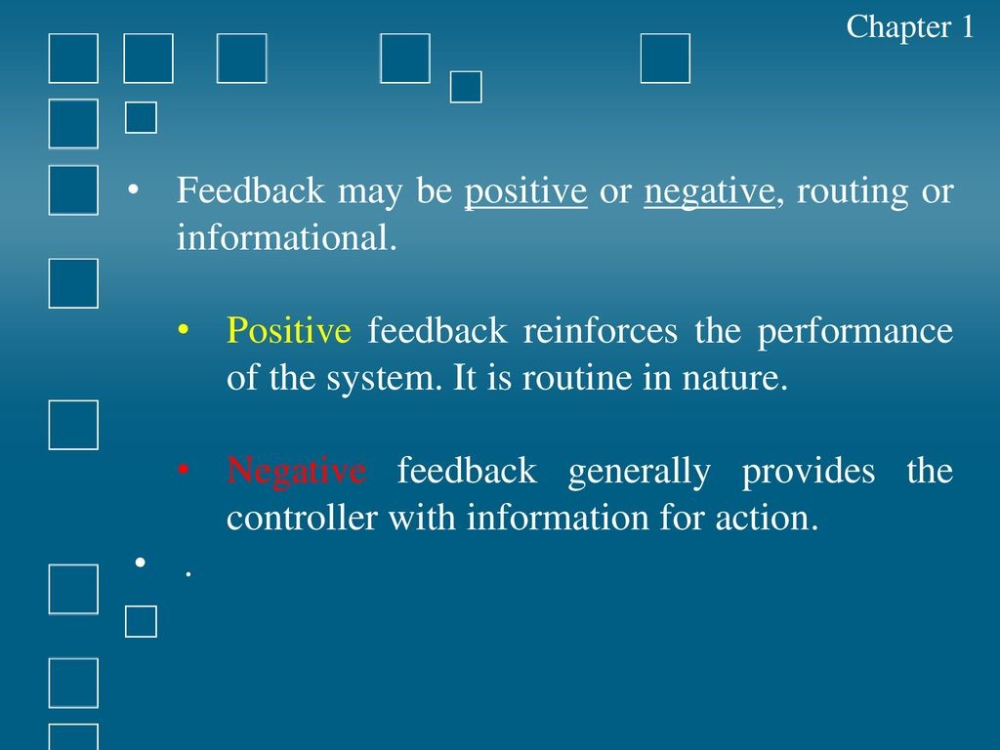 Chapter 1
• Feedback may be positive or negative, routing or
informational.
• Positive feedback reinforces the performance
of the system. It is routine in nature.
• Negative feedback generally provides the
controller with information for action.
• .